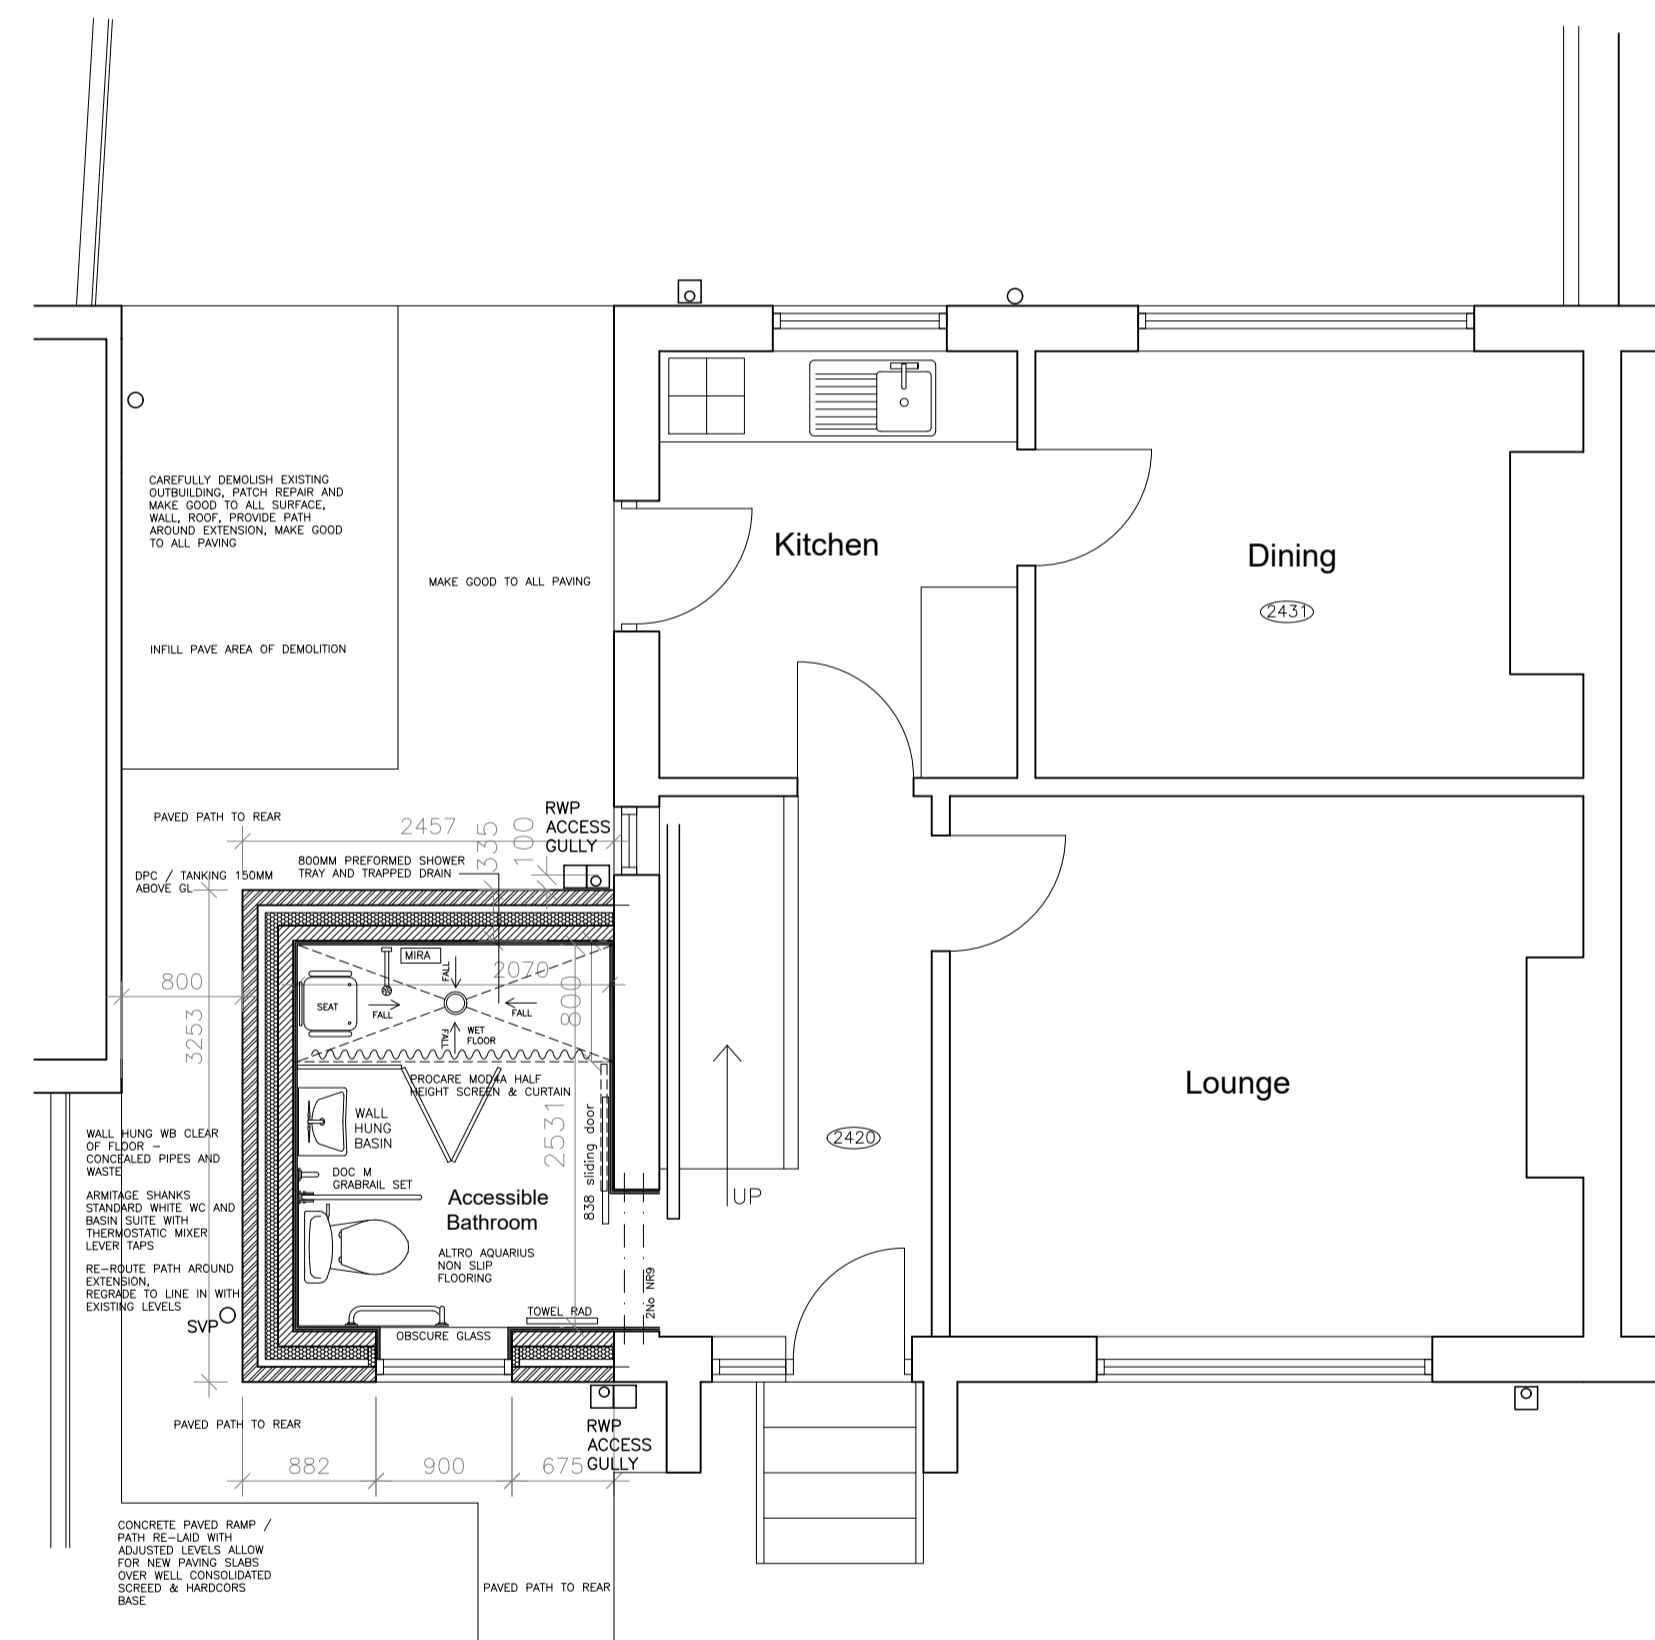 CAREFULLY DEMOLISH EXISTING
OUTBUILDING, PATCH REPAIR AND
MAKE GOOD TO ALL SURFACE,
WALL, ROOF, PROVIDE PATH
AROUND EXTENSION, MAKE GOOD
TO ALL PAVING
MAKE GOOD TO ALL PAVING
INFILL PAVE AREA OF DEMOLITION
Kitchen
Dining
2431
PAVED PATH TO REAR
2457
335
100
RWP
ACCESS
GULLY
800MM PREFORMED SHOWER
TRAY AND TRAPPED DRAIN
DPC / TANKING 150MM
ABOVE GL
800
3253
MIRA
FALL
2070
SEAT
FALL
FALL
800
FALL
WET
FLOOR
PROCARE MOD4A HALF
HEIGHT SCREEN & CURTAIN
WALL
HUNG
BASIN
2531
838 sliding door
DOC M
GRABRAIL SET
Accessible
Bathroom
ALTRO AQUARIUS
NON SLIP
FLOORING
2No NR9
TOWEL RAD
OBSCURE GLASS
WALL HUNG WB CLEAR
OF FLOOR –
CONCEALED PIPES AND
WASTE
ARMITAGE SHANKS
STANDARD WHITE WC AND
BASIN SUITE WITH
THERMOSTATIC MIXER
LEVER TAPS
RE–ROUTE PATH AROUND
EXTENSION,
REGRADE TO LINE IN WITH
EXISTING LEVELS
SVP
2420
UP
Lounge
PAVED PATH TO REAR
RWP
ACCESS
GULLY
882
900
675
CONCRETE PAVED RAMP /
PATH RE–LAID WITH
ADJUSTED LEVELS ALLOW
FOR NEW PAVING SLABS
OVER WELL CONSOLIDATED
SCREED & HARDCORS
BASE
PAVED PATH TO REAR